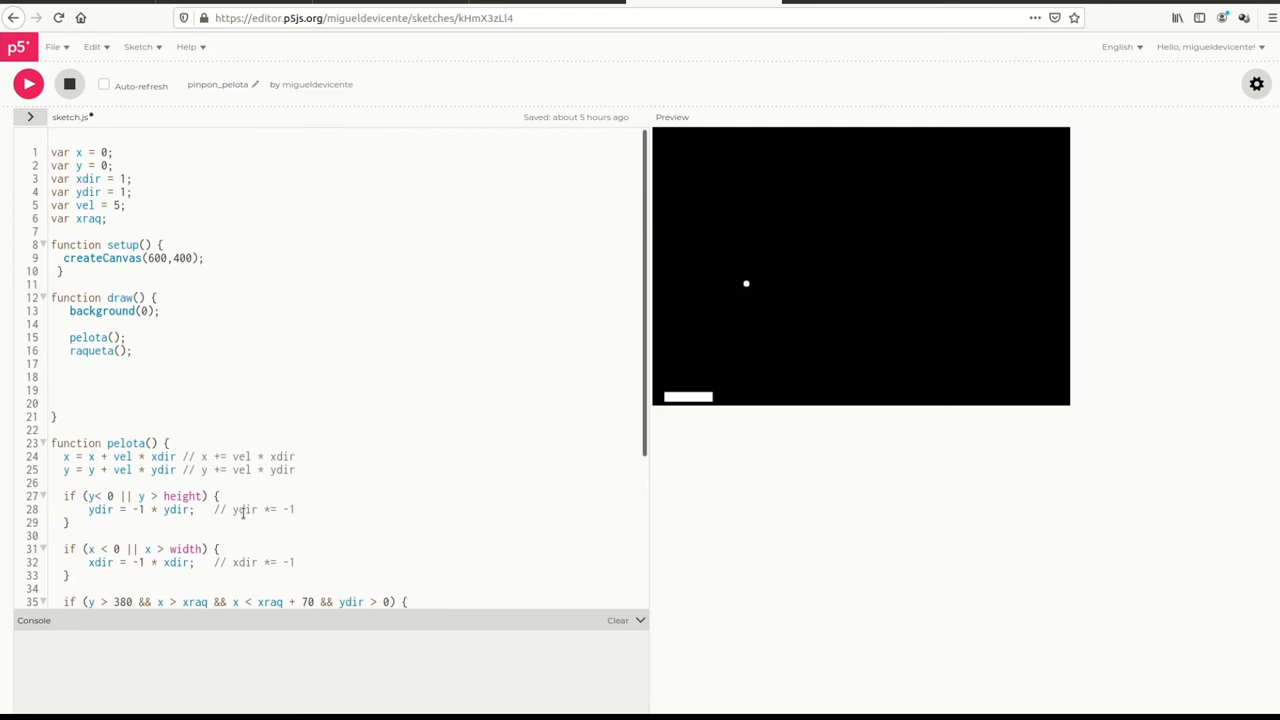 https://editor.p5js.org/migueldevicente/sketches/kHmX3zLl4
p5* File Edit Sketch Help English Hello, migueldevicente!
Auto-refresh pinpon_pelota by migueldevicente
sketch.js Saved: about 5 hours ago Preview
1 var x = 0;
2 var y = 0;
3 var xdir = 1;
4 var ydir = 1;
5 var vel = 5;
6 var xraq;
7
8 function setup() {
9 createCanvas(600,400);
10 }
11
12 function draw() {
13 background(0);
14
15 pelota();
16 raqueta();
17
18
19
20
21 }
22
23 function pelota() {
24 x = x + vel * xdir // x += vel * xdir
25 y = y + vel * ydir // y += vel * ydir
26
27 if (y< 0 || y > height) {
28 ydir = -1 * ydir; // ydir *= -1
29 }
30
31 if (x < 0 || x > width) {
32 xdir = -1 * xdir; // xdir *= -1
33 }
34
35 if (y > 380 && x > xraq && x < xraq + 70 && ydir > 0) {
Console Clear